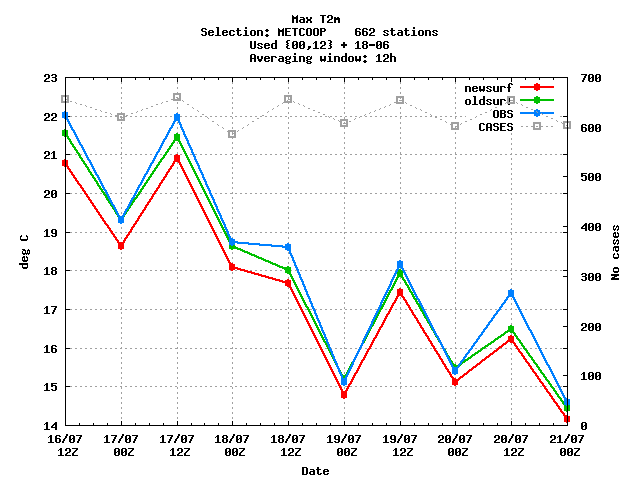 Max T2m
Selection: METCOOP    662 stations
Used {00,12} + 18-06
Averaging window: 12h
newsurf
oldsurf
OBS
CASES
deg C
23
22
21
20
19
18
17
16
15
14
700
600
500
400
300
200
100
0
No cases
16/07 17/07 17/07 18/07 18/07 19/07 19/07 20/07 20/07 21/07
12Z 00Z 12Z 00Z 12Z 00Z 12Z 00Z 12Z 00Z
Date